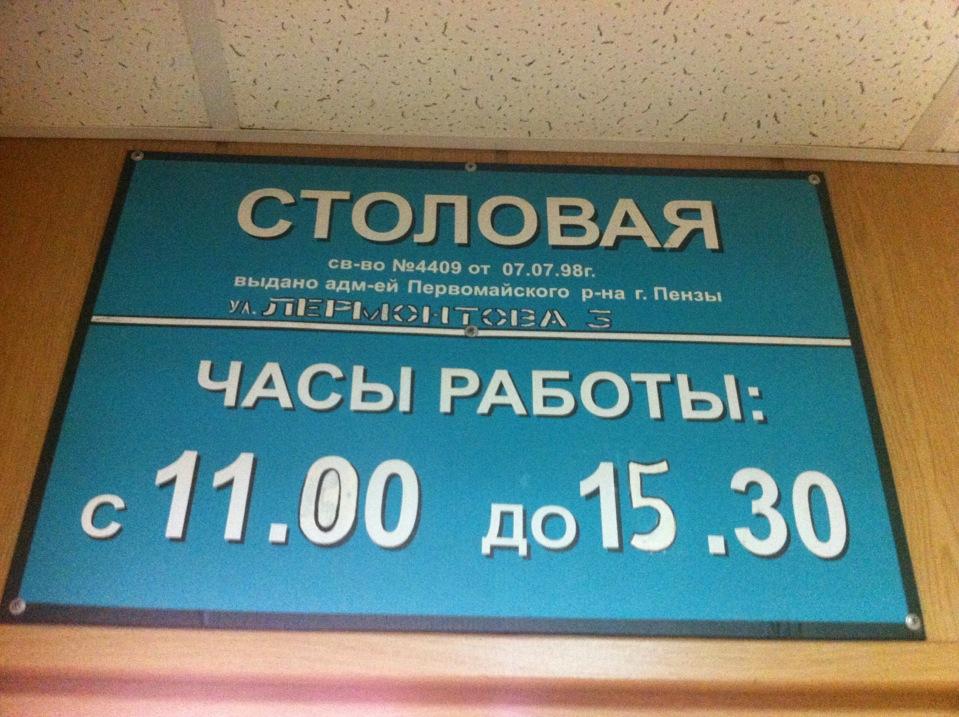 СТОЛОВАЯ
св-во №4409 от 07.07.98г.
выдано адм-ей Первомайского р-на г. Пензы
ул. ЛЕРМОНТОВА 3
ЧАСЫ РАБОТЫ:
с 11.00 до 15.30